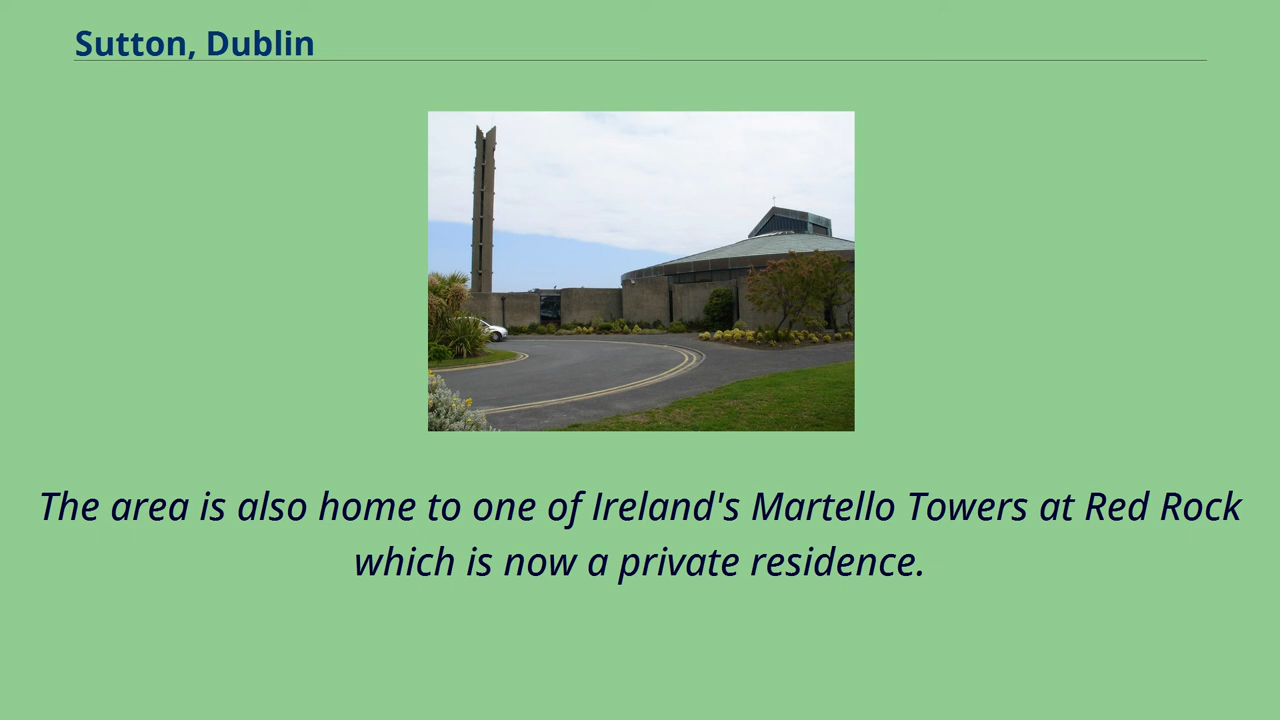 Sutton, Dublin
The area is also home to one of Ireland's Martello Towers at Red Rock
which is now a private residence.